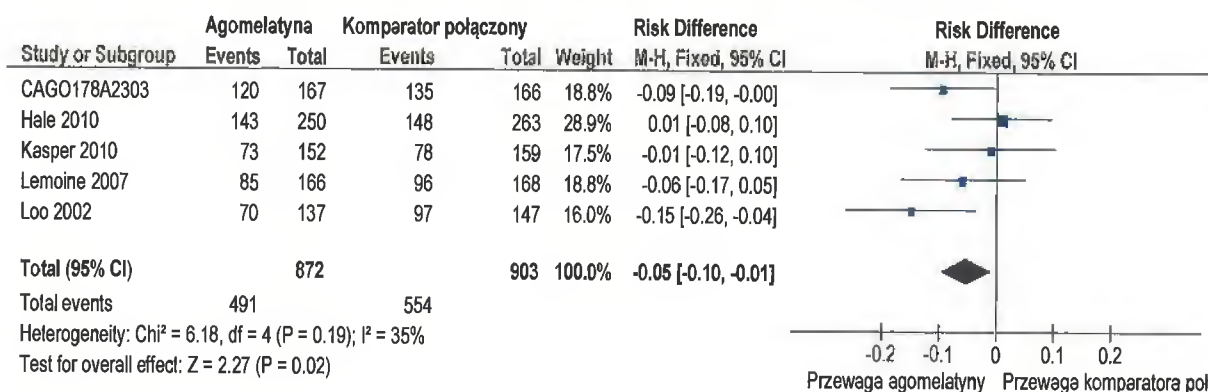 Agomelatyna Komparator połączony Risk Difference Risk Difference
Study or Subgroup Events Total Events Total Weight M-H, Fixed, 95% CI M-H, Fixed, 95% CI
CAGO178A2303 120 167 135 166 18.8% -0.09 [-0.19, -0.00]
Hale 2010 143 250 148 263 28.9% 0.01 [-0.08, 0.10]
Kasper 2010 73 152 78 159 17.5% -0.01 [-0.12, 0.10]
Lemoine 2007 85 166 96 168 18.8% -0.06 [-0.17, 0.05]
Loo 2002 70 137 97 147 16.0% -0.15 [-0.26, -0.04]
Total (95% CI) 872 903 100.0% -0.05 [-0.10, -0.01]
Total events 491 554
Heterogeneity: Chi² = 6.18, df = 4 (P = 0.19); I² = 35%
Test for overall effect: Z = 2.27 (P = 0.02)
-0.2 -0.1 0 0.1 0.2
Przewaga agomelatyny Przewaga komparatora poł